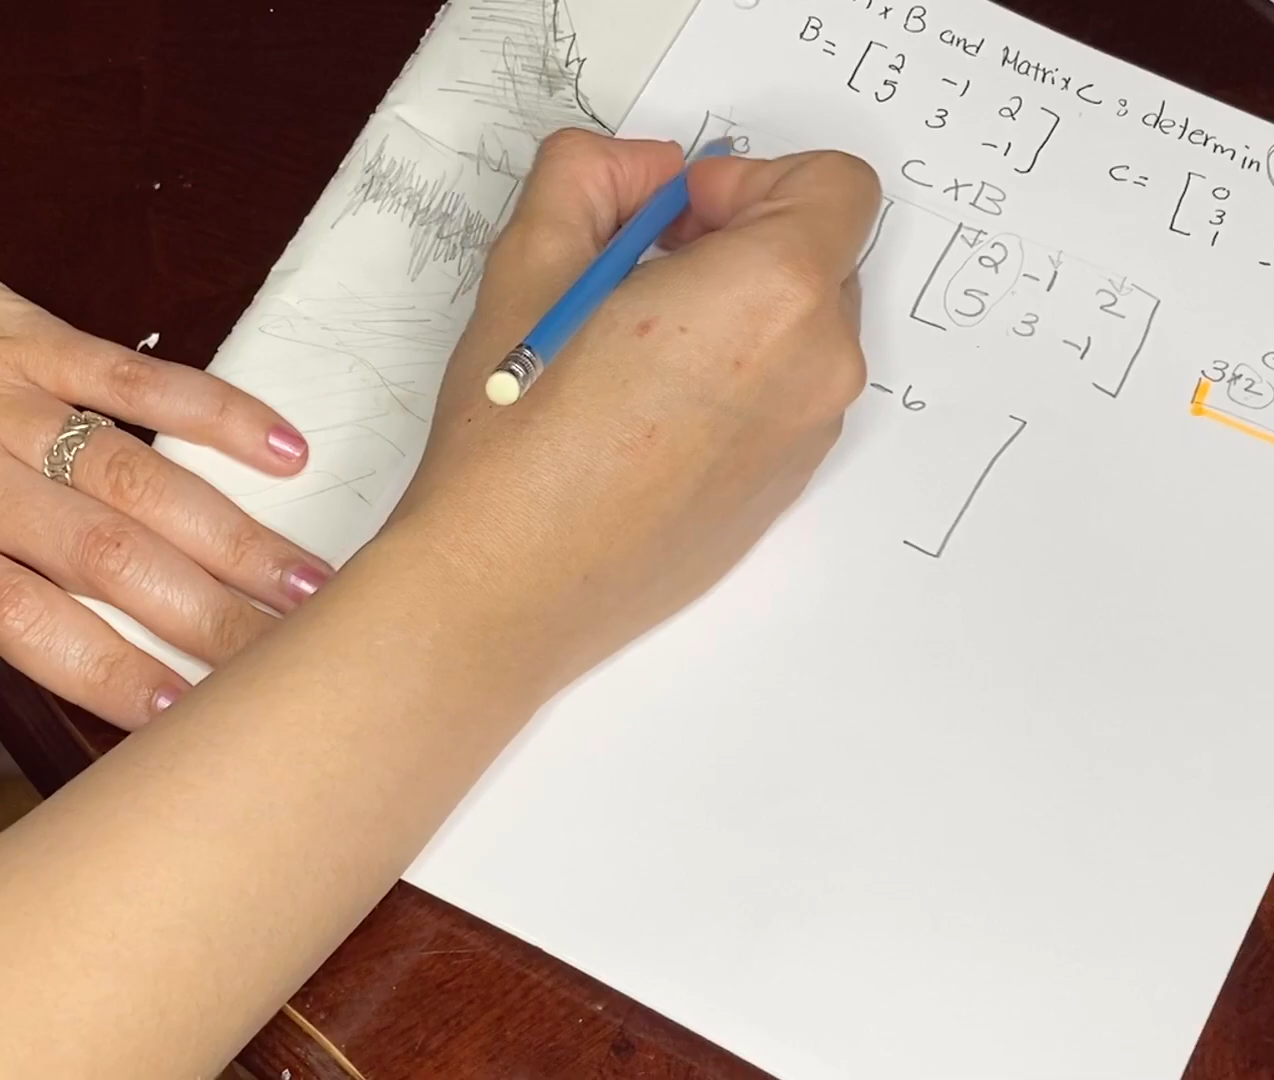 x B and Matrix C : determin
B = [ 2 -1 2
5 3 -1 ]
C = [ 0
3
1 -
C x B
0
[ 2 -1 2
5 3 -1 ]
3x2
-6 ]